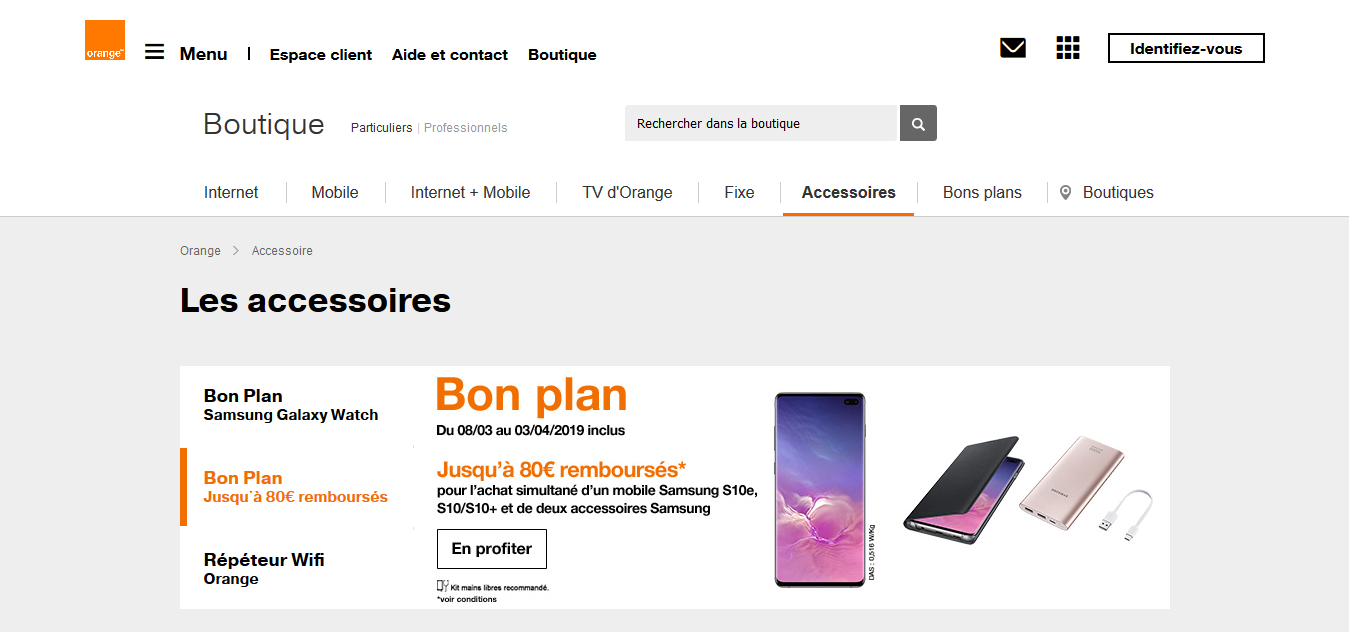 orange™
Menu | Espace client Aide et contact Boutique
Identifiez-vous
Boutique Particuliers | Professionnels
Rechercher dans la boutique
Internet Mobile Internet + Mobile TV d'Orange Fixe Accessoires Bons plans Boutiques
Orange > Accessoire
Les accessoires
Bon Plan
Samsung Galaxy Watch
Bon Plan
Jusqu'à 80€ remboursés
Répéteur Wifi
Orange
Bon plan
Du 08/03 au 03/04/2019 inclus
Jusqu'à 80€ remboursés*
pour l'achat simultané d'un mobile Samsung S10e,
S10/S10+ et de deux accessoires Samsung
En profiter
Kit mains libres recommandé.
*voir conditions
DAS : 0,516 W/Kg
SAMSUNG